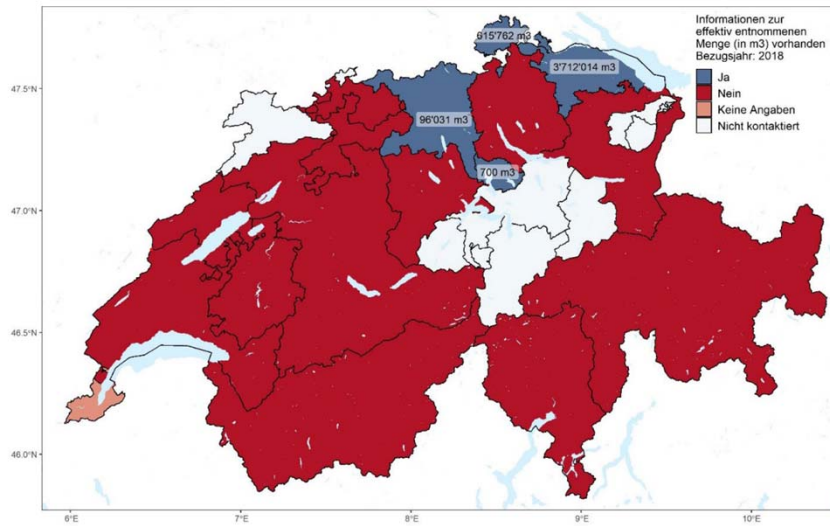 Informationen zur
effektiv entnommenen
Menge (in m3) vorhanden
Bezugsjahr: 2018
Ja
Nein
Keine Angaben
Nicht kontaktiert
615'762 m3
3'712'014 m3
96'031 m3
700 m3
47.5°N
47.0°N
46.5°N
46.0°N
6°E
7°E
8°E
9°E
10°E